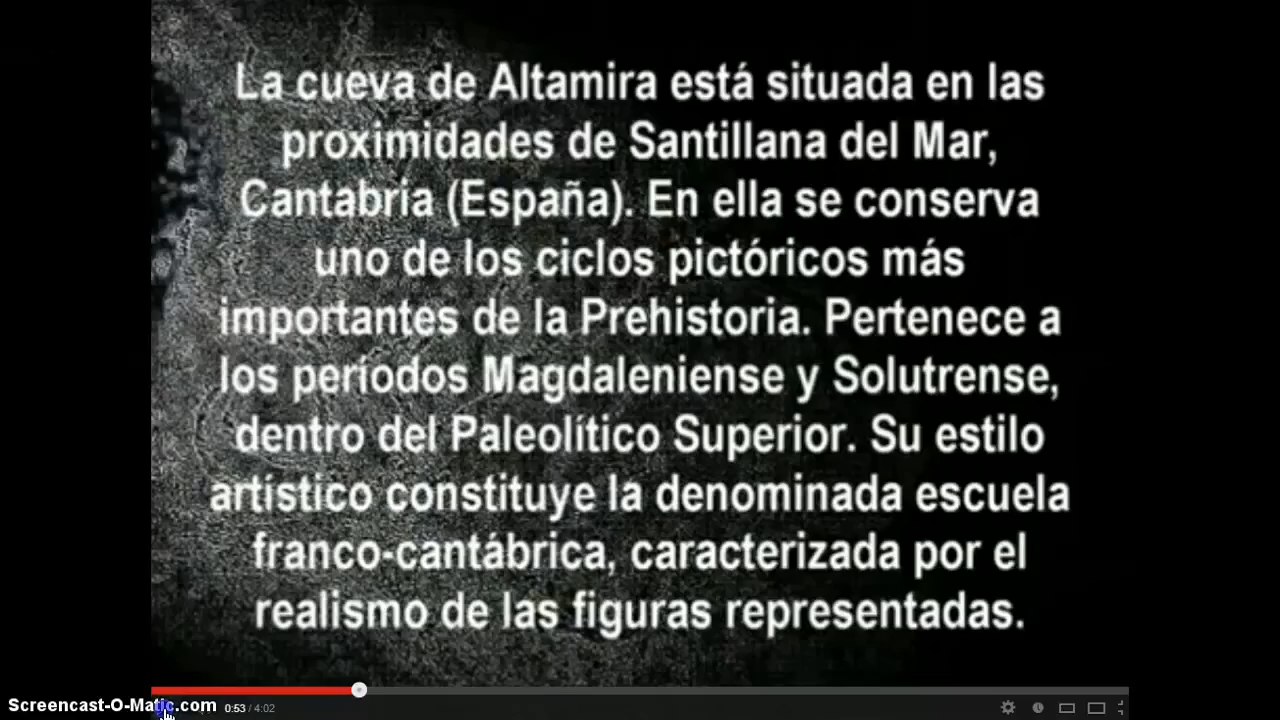 La cueva de Altamira está situada en las
proximidades de Santillana del Mar,
Cantabria (España). En ella se conserva
uno de los ciclos pictóricos más
importantes de la Prehistoria. Pertenece a
los períodos Magdaleniense y Solutrense,
dentro del Paleolítico Superior. Su estilo
artístico constituye la denominada escuela
franco-cantábrica, caracterizada por el
realismo de las figuras representadas.
Screencast-O-Matic.com
0:53 / 4:02